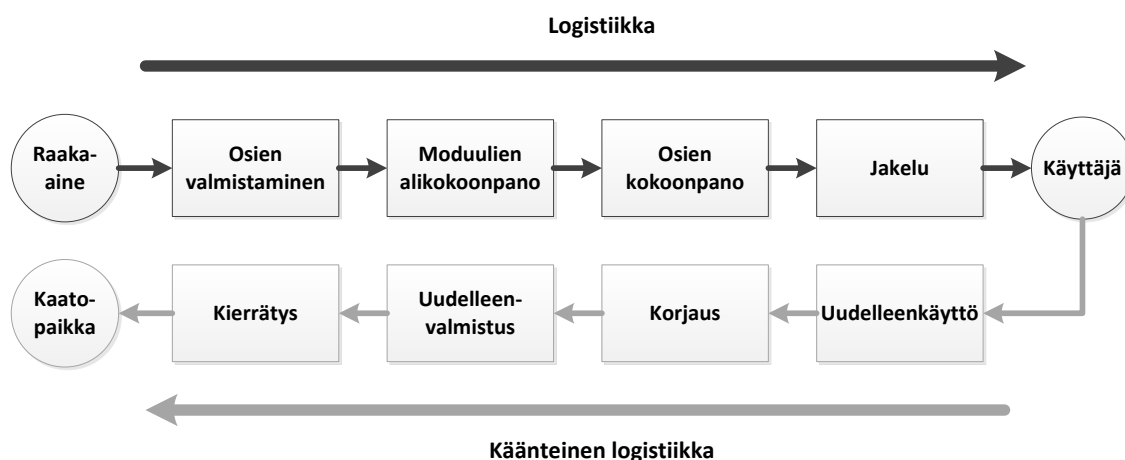 Logistiikka
Raaka-
aine
Osien
valmistaminen
Moduulien
alikokoonpano
Osien
kokoonpano
Jakelu
Käyttäjä
Kaato-
paikka
Kierrätys
Uudelleen-
valmistus
Korjaus
Uudelleenkäyttö
Käänteinen logistiikka